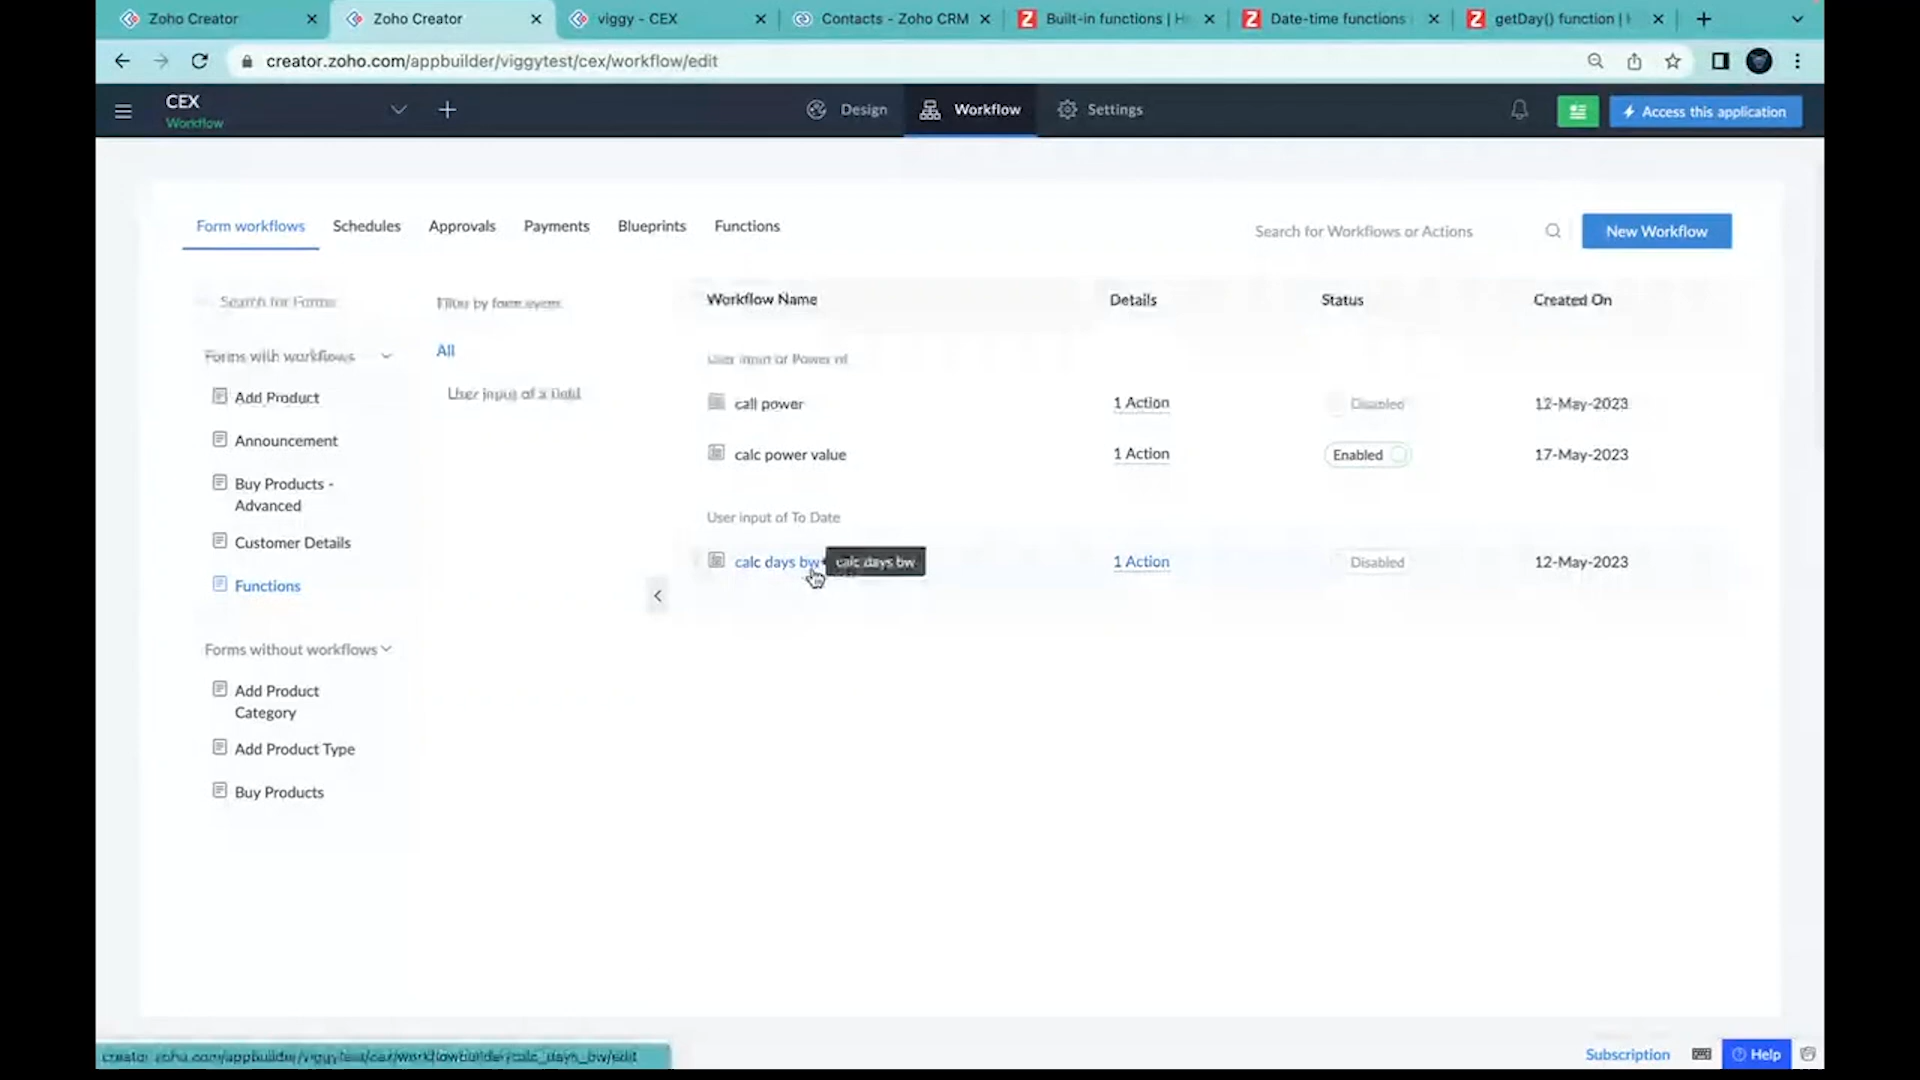 Zoho Creator
Zoho Creator
viggy - CEX
Contacts - Zoho CRM
Built-in functions | H
Date-time functions
getDay() function |
creator.zoho.com/appbuilder/viggytest/cex/workflow/edit
CEX
Workflow
Design
Workflow
Settings
Access this application
Form workflows
Schedules
Approvals
Payments
Blueprints
Functions
Search for Workflows or Actions
New Workflow
Search for Forms
Filter by form event
Workflow Name
Details
Status
Created On
Forms with workflows
All
User input of Power of
Add Product
User input of a field
call power
1 Action
Disabled
12-May-2023
Announcement
calc power value
1 Action
Enabled
17-May-2023
Buy Products -
Advanced
User input of To Date
Customer Details
calc days bw
calc days bw
1 Action
Disabled
12-May-2023
Functions
Forms without workflows
Add Product
Category
Add Product Type
Buy Products
creator.zoho.com/appbuilder/viggytest/cex/workflowbuilder/calc_days_bw/edit
Subscription
Help